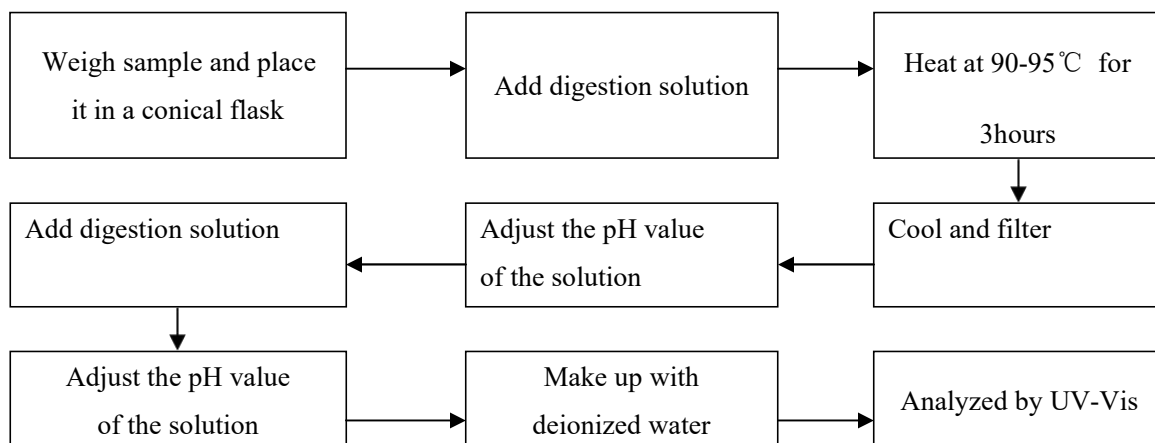 Weigh sample and place
it in a conical flask
Add digestion solution
Heat at 90-95℃ for
3hours
Cool and filter
Adjust the pH value
of the solution
Add digestion solution
Adjust the pH value
of the solution
Make up with
deionized water
Analyzed by UV-Vis